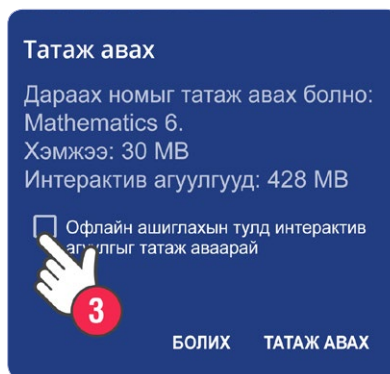 Татаж авах
Дараах номыг татаж авах болно:
Mathematics 6.
Хэмжээ: 30 MB
Интерактив агуулгууд: 428 MB
Офлайн ашиглахын тулд интерактив
агуулгыг татаж аваарай
3
БОЛИХ ТАТАЖ АВАХ